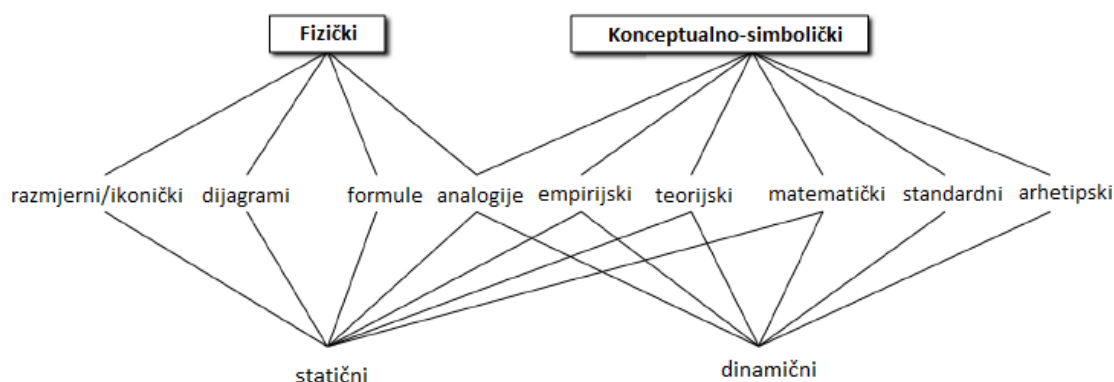 Fizički
Konceptualno-simbolički
razmjerni/ikonički dijagrami formule analogije empirijski teorijski matematički standardni arhetipski
statični
dinamični